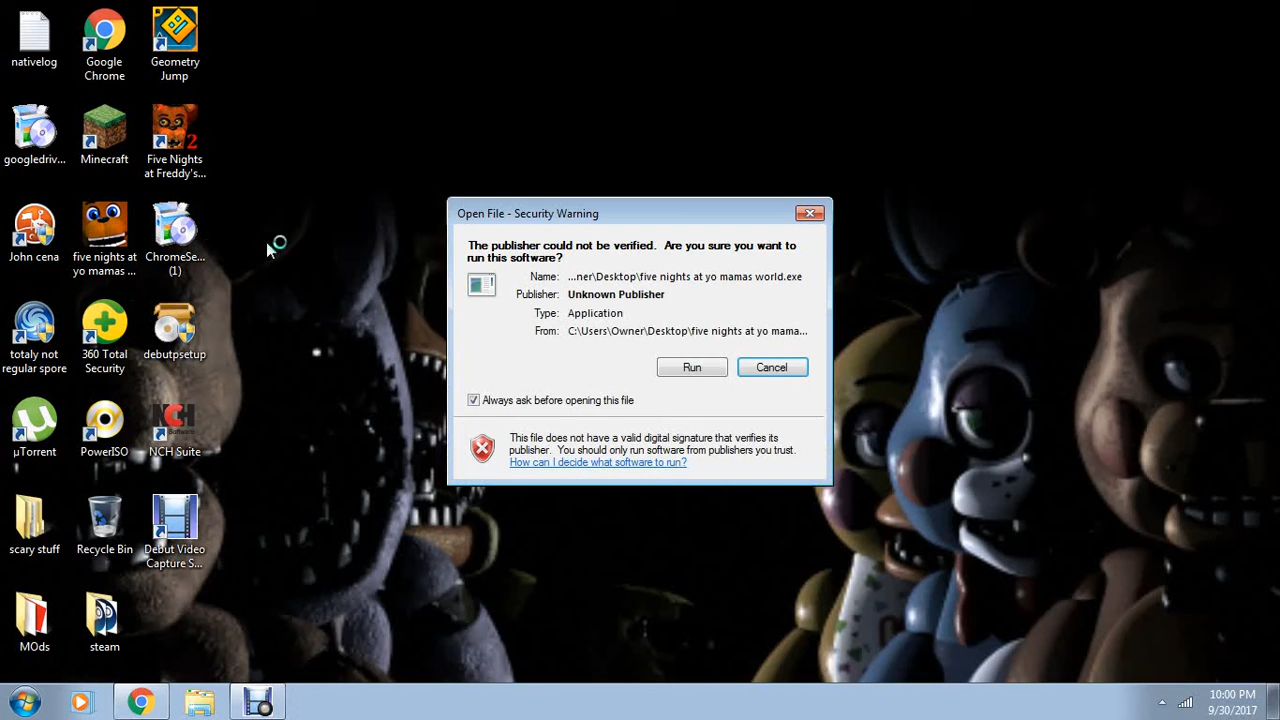 nativelog
Google
Chrome
Geometry
Jump
googledriv...
Minecraft
Five Nights
at Freddy's...
2
John cena
five nights at
yo mamas ...
ChromeSe...
(1)
totaly not
regular spore
360 Total
Security
debutpsetup
µTorrent
PowerISO
NCH
Software
NCH Suite
scary stuff
Recycle Bin
Debut Video
Capture S...
MOds
steam
Open File - Security Warning
The publisher could not be verified. Are you sure you want to
run this software?
Name: ...ner\Desktop\five nights at yo mamas world.exe
Publisher: Unknown Publisher
Type: Application
From: C:\Users\Owner\Desktop\five nights at yo mama...
Run
Cancel
Always ask before opening this file
This file does not have a valid digital signature that verifies its
publisher. You should only run software from publishers you trust.
How can I decide what software to run?
10:00 PM
9/30/2017